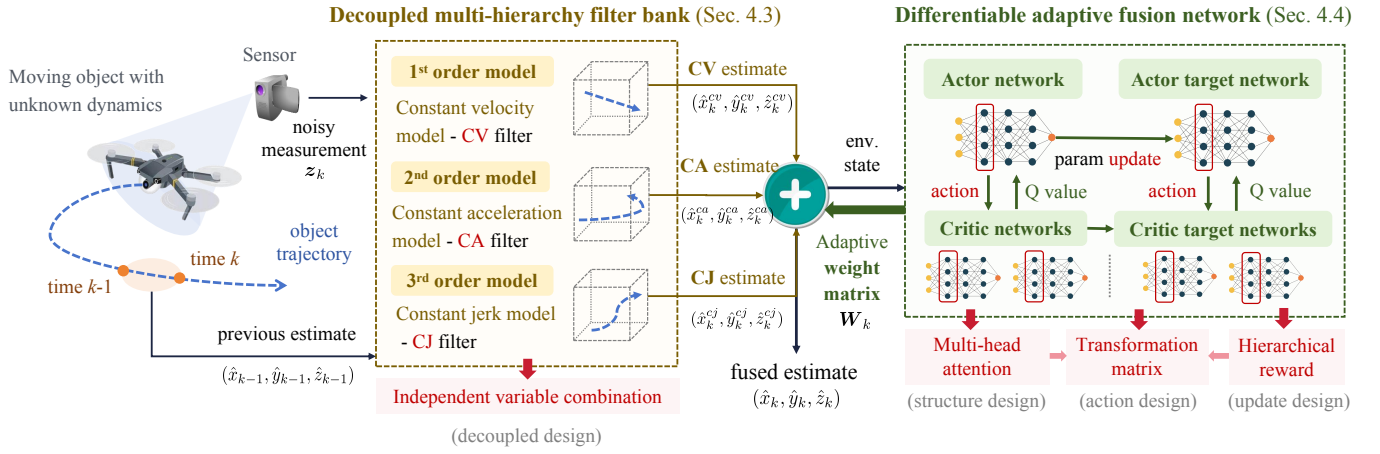 Decoupled multi-hierarchy filter bank (Sec. 4.3)
Differentiable adaptive fusion network (Sec. 4.4)
Moving object with
unknown dynamics
Sensor
noisy
measurement
z_k
object
trajectory
time k
time k-1
previous estimate
(x̂_{k−1}, ŷ_{k−1}, ẑ_{k−1})
1st order model
Constant velocity
model - CV filter
2nd order model
Constant acceleration
model - CA filter
3rd order model
Constant jerk model
- CJ filter
Independent variable combination
(decoupled design)
CV estimate
(x̂_k^{cv}, ŷ_k^{cv}, ẑ_k^{cv})
CA estimate
(x̂_k^{ca}, ŷ_k^{ca}, ẑ_k^{ca})
CJ estimate
(x̂_k^{cj}, ŷ_k^{cj}, ẑ_k^{cj})
fused estimate
(x̂_k, ŷ_k, ẑ_k)
env.
state
Adaptive
weight
matrix
W_k
Actor network
Actor target network
param update
action
Q value
action
Q value
Critic networks
Critic target networks
Multi-head
attention
(structure design)
Transformation
matrix
(action design)
Hierarchical
reward
(update design)